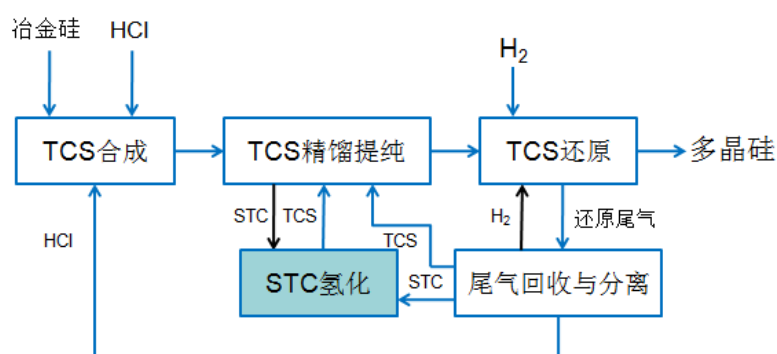 冶金硅
HCl
H2
TCS合成
TCS精馏提纯
TCS还原
多晶硅
STC
TCS
TCS
H2
还原尾气
HCl
STC氢化
STC
尾气回收与分离